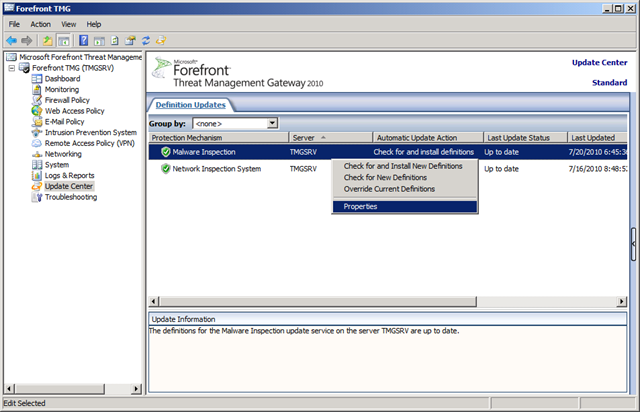 Forefront TMG
File Action View Help
Microsoft Forefront Threat Manageme
Forefront TMG (TMGSRV)
Dashboard
Monitoring
Firewall Policy
Web Access Policy
E-Mail Policy
Intrusion Prevention System
Remote Access Policy (VPN)
Networking
System
Logs & Reports
Update Center
Troubleshooting
Microsoft®
Forefront
Threat Management Gateway 2010
Update Center
Standard
Definition Updates
Group by: <none>
Protection Mechanism Server Automatic Update Action Last Update Status Last Updated
Malware Inspection TMGSRV Check for and install definitions Up to date 7/20/2010 6:45:36
Network Inspection System TMGSRV Up to date 7/16/2010 8:48:5
Check for and Install New Definitions
Check for New Definitions
Override Current Definitions
Properties
Update Information
The definitions for the Malware Inspection update service on the server TMGSRV are up to date.
Edit Selected